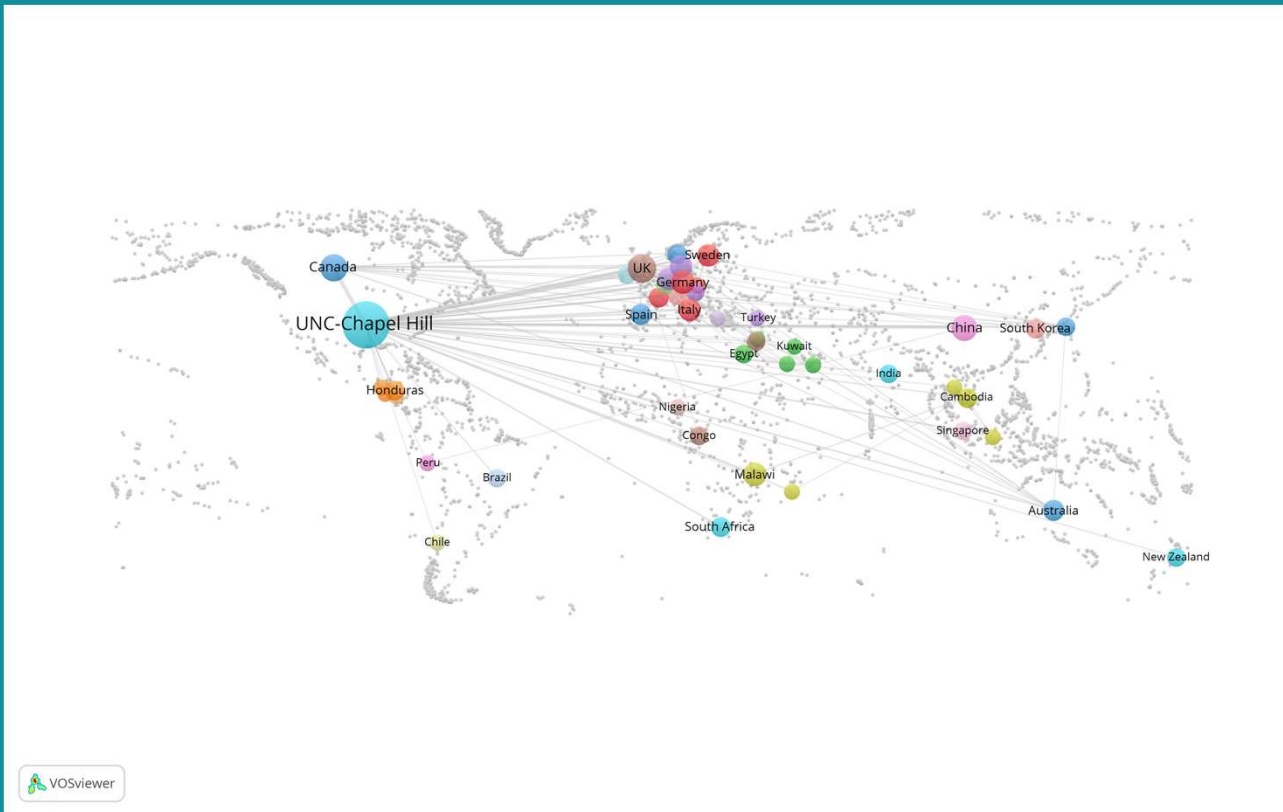 Sweden
Canada
UK
Germany
Italy
Spain
Turkey
UNC-Chapel Hill
China
South Korea
Kuwait
Egypt
India
Honduras
Cambodia
Nigeria
Singapore
Congo
Peru
Malawi
Brazil
Australia
South Africa
Chile
New Zealand
VOSviewer